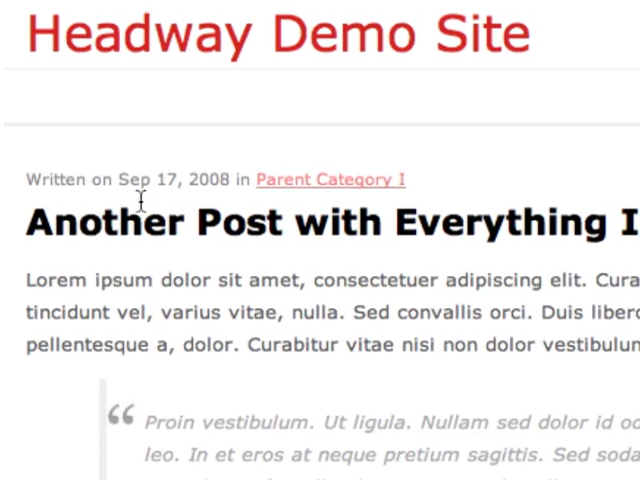 Headway Demo Site
Written on Sep 17, 2008 in Parent Category I
Another Post with Everything I
Lorem ipsum dolor sit amet, consectetuer adipiscing elit. Cura
tincidunt vel, varius vitae, nulla. Sed convallis orci. Duis liber
pellentesque a, dolor. Curabitur vitae nisi non dolor vestibulun
“ Proin vestibulum. Ut ligula. Nullam sed dolor id od
leo. In et eros at neque pretium sagittis. Sed soda